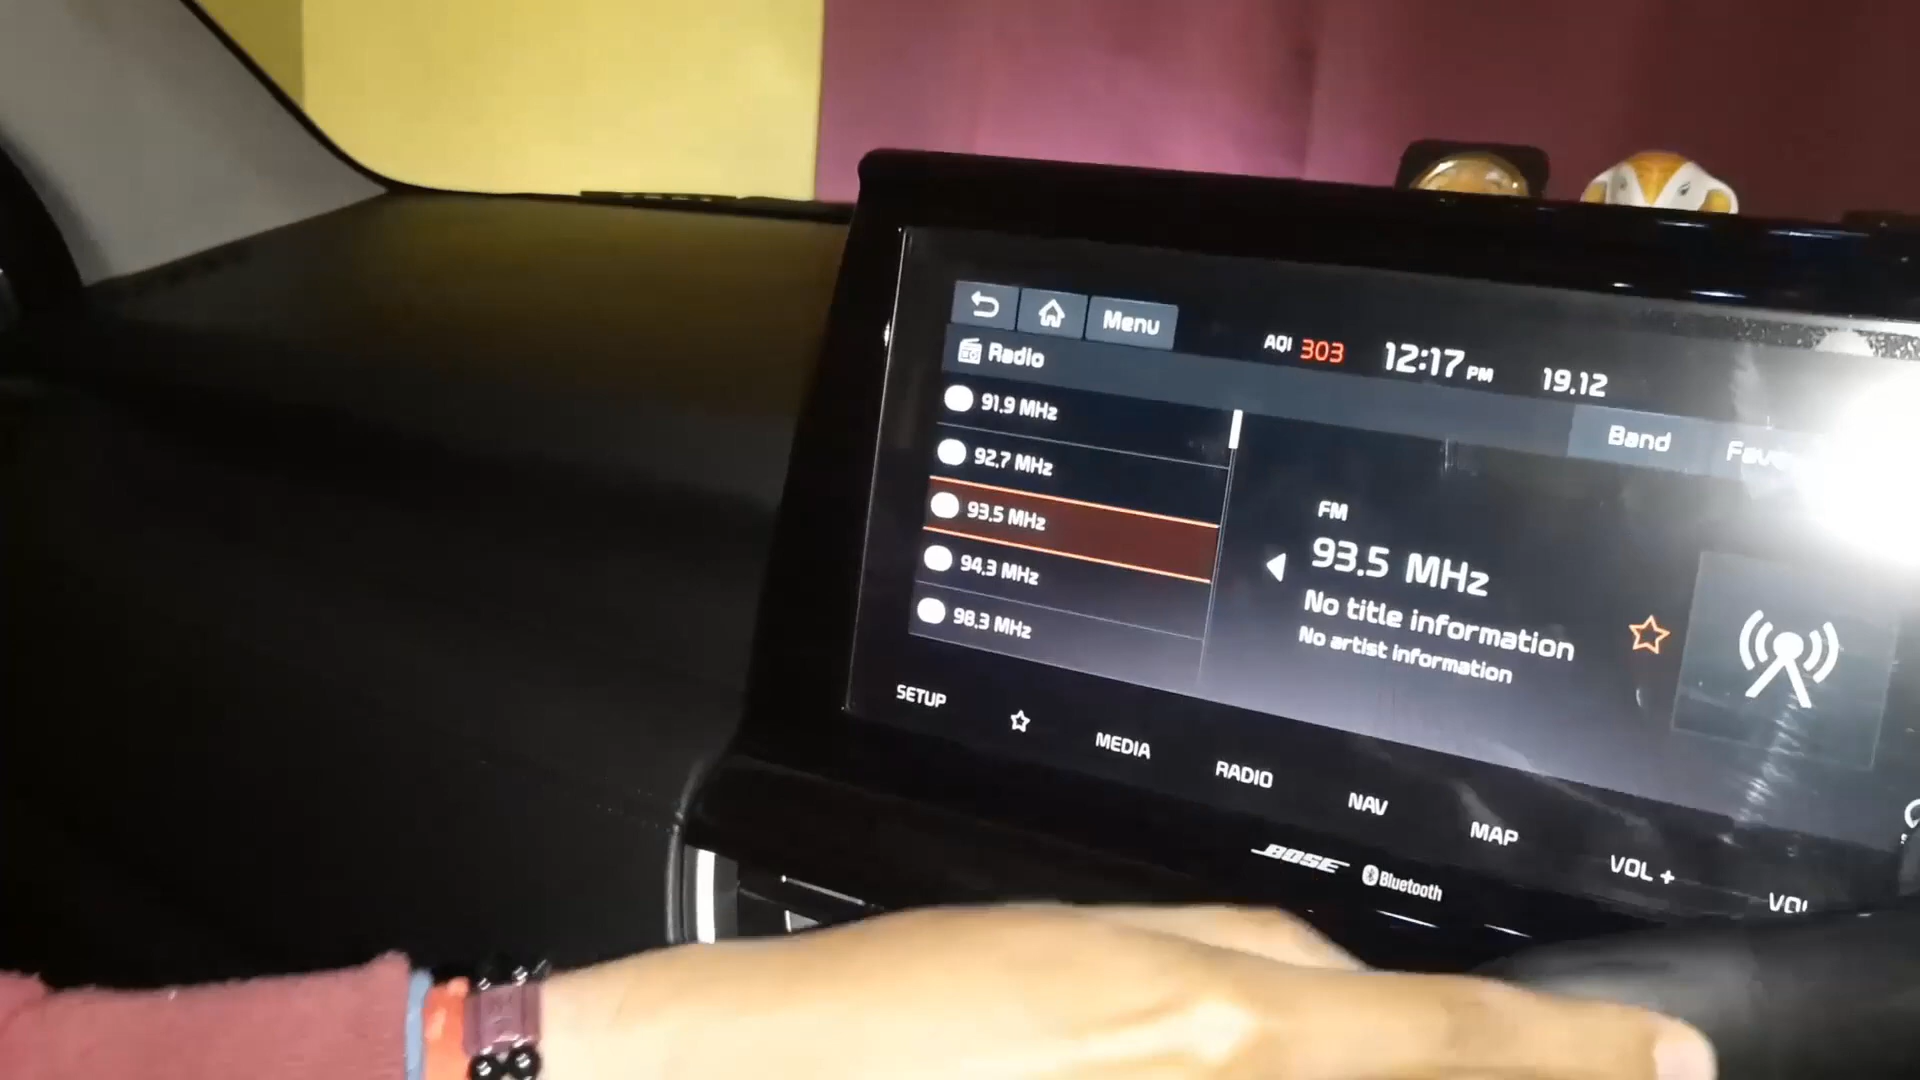 Menu
AQI 303 12:17 PM 19.12
Radio
Band
91.9 MHz
92.7 MHz
93.5 MHz
94.3 MHz
98.3 MHz
FM
93.5 MHz
No title information
No artist information
SETUP
MEDIA
RADIO
NAV
MAP
VOL +
BOSE
Bluetooth